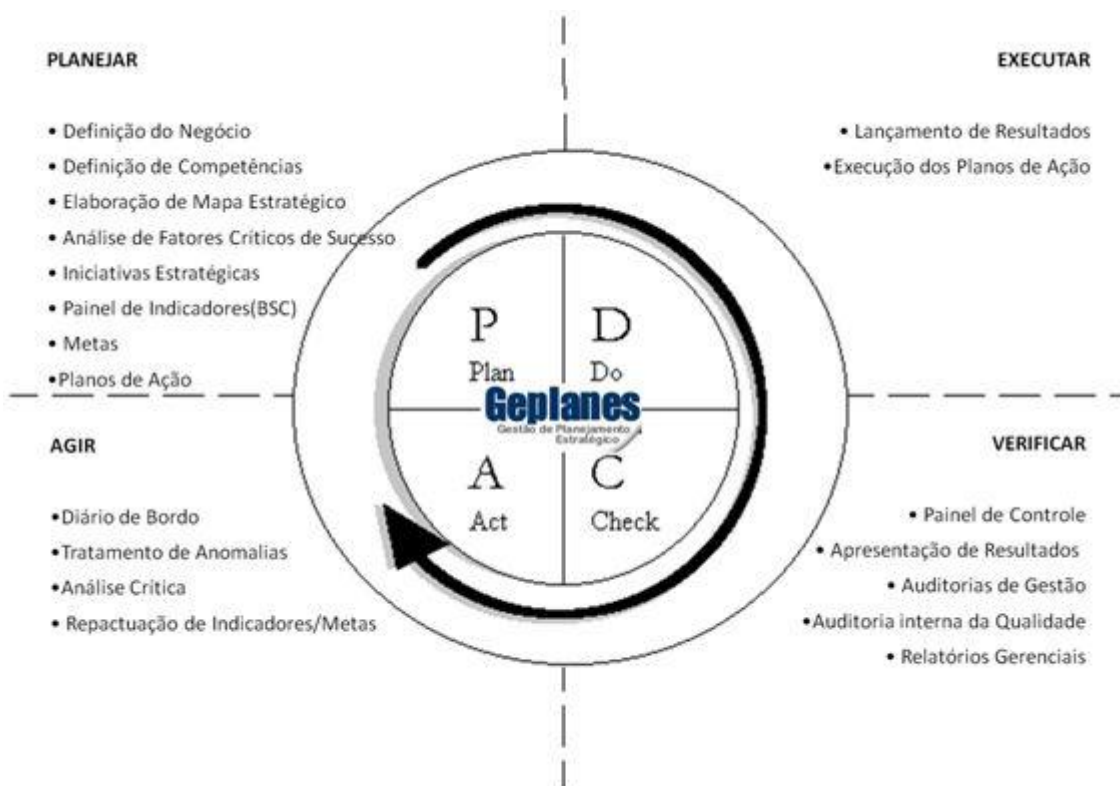 PLANEJAR
• Definição do Negócio
• Definição de Competências
• Elaboração de Mapa Estratégico
• Análise de Fatores Críticos de Sucesso
• Iniciativas Estratégicas
• Painel de Indicadores(BSC)
• Metas
•Planos de Ação
EXECUTAR
• Lançamento de Resultados
•Execução dos Planos de Ação
P
Plan
D
Do
Geplanes
Gestão de Planejamento
Estratégico
A
Act
C
Check
AGIR
•Diário de Bordo
•Tratamento de Anomalias
•Análise Crítica
• Repactuação de Indicadores/Metas
VERIFICAR
• Painel de Controle
• Apresentação de Resultados
• Auditorias de Gestão
•Auditoria interna da Qualidade
• Relatórios Gerenciais